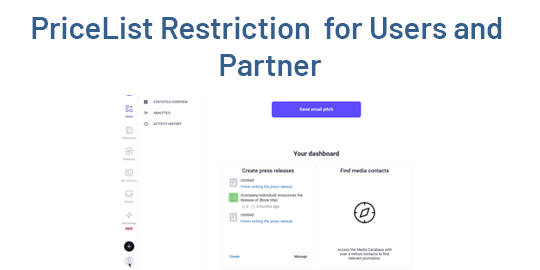 PriceList Restriction for Users and
Partner
STATISTICS OVERVIEW
ANALYTICS
ACTIVITY HISTORY
Send email pitch
Home
NEW
Your dashboard
Create press releases
Untitled
Finish writing the press release
(Company/Individual) Announces the
Release of (Book title)
5 months ago
Untitled
Finish writing the press release
Create
Manage
Find media contacts
Access the Media Database with
over a million contacts to find
relevant journalists